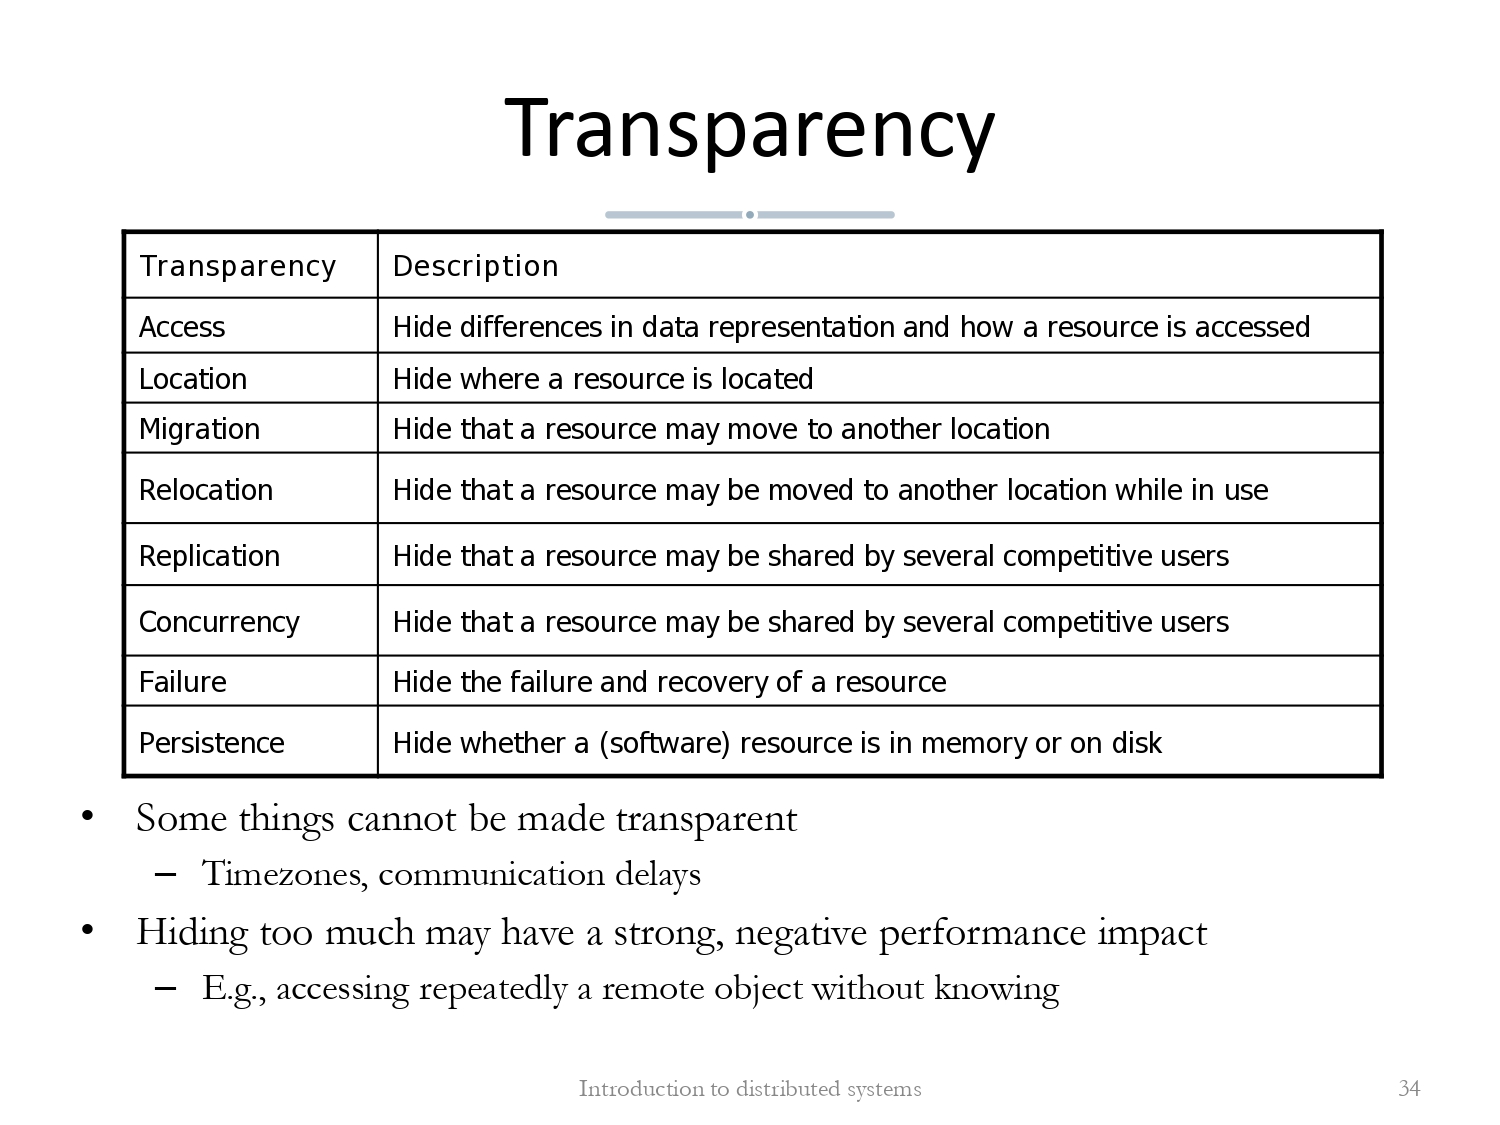 Transparency
Transparency Description
Access Hide differences in data representation and how a resource is accessed
Location Hide where a resource is located
Migration Hide that a resource may move to another location
Relocation Hide that a resource may be moved to another location while in use
Replication Hide that a resource may be shared by several competitive users
Concurrency Hide that a resource may be shared by several competitive users
Failure Hide the failure and recovery of a resource
Persistence Hide whether a (software) resource is in memory or on disk
• Some things cannot be made transparent
– Timezones, communication delays
• Hiding too much may have a strong, negative performance impact
– E.g., accessing repeatedly a remote object without knowing
Introduction to distributed systems 34